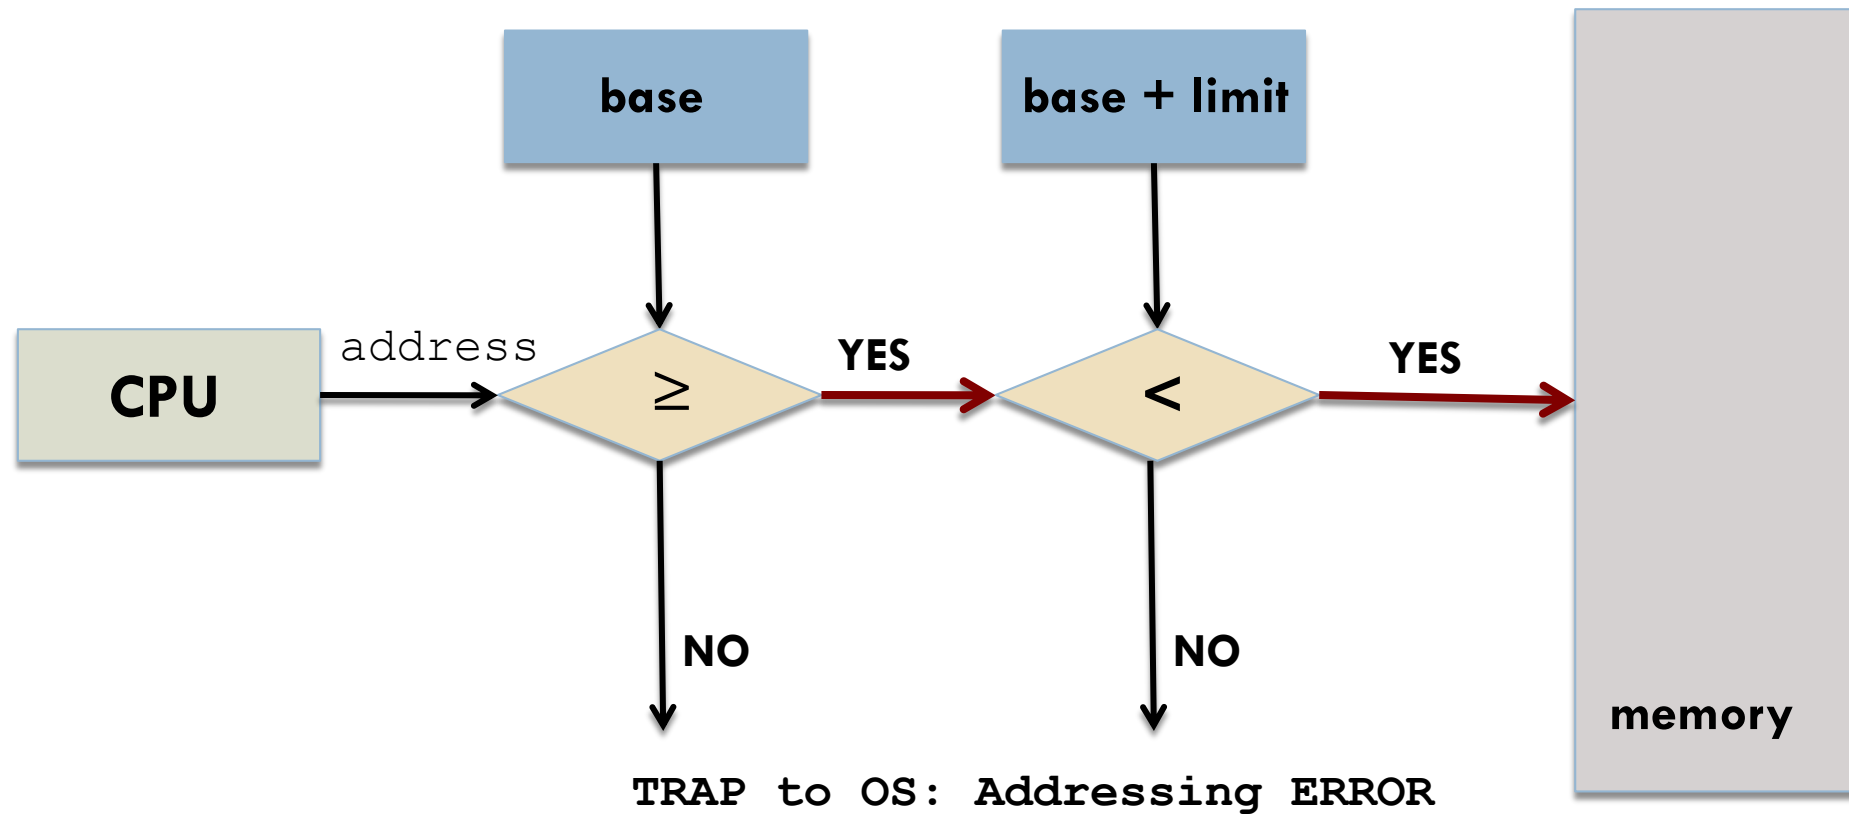 base
base + limit
CPU
address
≥
YES
<
YES
NO
NO
memory
TRAP to OS: Addressing ERROR